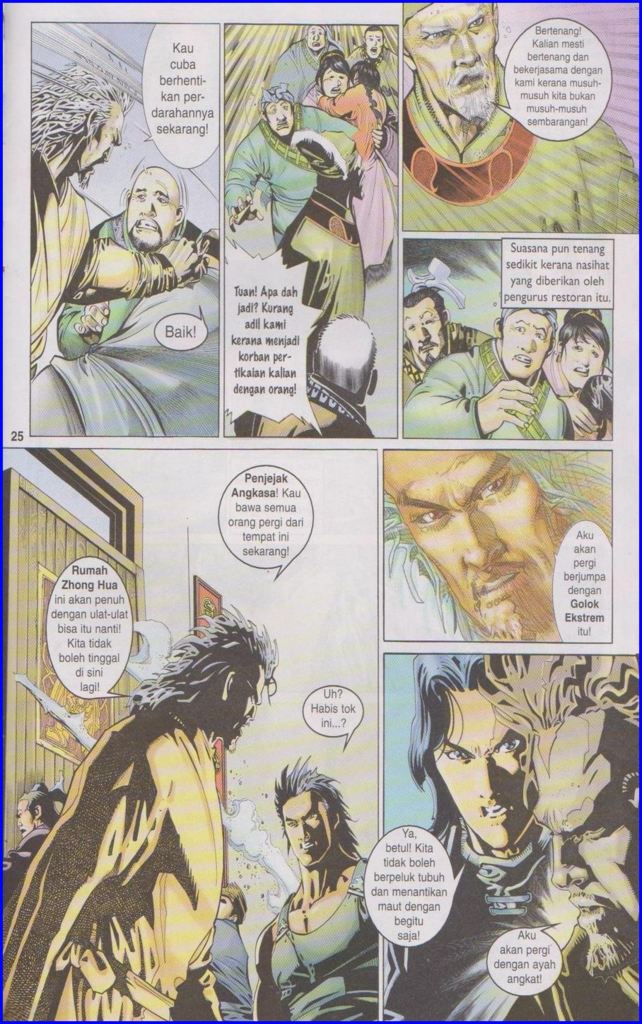 Kau
cuba
berhenti-
kan per-
darahannya
sekarang!
Baik!
Tuan! Apa dah
jadi? Kurang
adil kami
kerana menjadi
korban per-
tikaian kalian
dengan orang!
Bertenang!
Kalian mesti
bertenang dan
bekerjasama dengan
kami kerana musuh-
musuh kita bukan
musuh-musuh
sembarangan!
Suasana pun tenang
sedikit kerana nasihat
yang diberikan oleh
pengurus restoran itu.
25
Penjejak
Angkasa! Kau
bawa semua
orang pergi dari
tempat ini
sekarang!
Rumah
Zhong Hua
ini akan penuh
dengan ulat-ulat
bisa itu nanti!
Kita tidak
boleh tinggal
di sini
lagi!
Uh?
Habis tok
ini...?
Aku
akan
pergi
berjumpa
dengan
Golok
Ekstrem
itu!
Ya,
betul! Kita
tidak boleh
berpeluk tubuh
dan menantikan
maut dengan
begitu
saja!
Aku
akan pergi
dengan ayah
angkat!